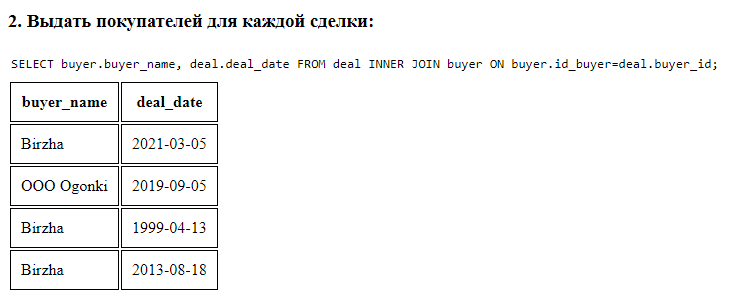 2. Выдать покупателей для каждой сделки:
SELECT buyer.buyer_name, deal.deal_date FROM deal INNER JOIN buyer ON buyer.id_buyer=deal.buyer_id;
buyer_name deal_date
Birzha 2021-03-05
OOO Ogonki 2019-09-05
Birzha 1999-04-13
Birzha 2013-08-18